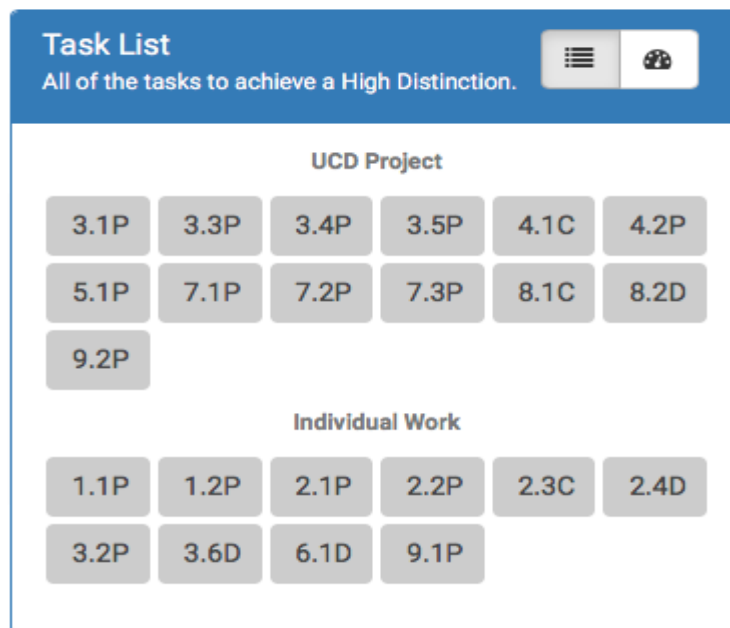 Task List
All of the tasks to achieve a High Distinction.
UCD Project
3.1P 3.3P 3.4P 3.5P 4.1C 4.2P
5.1P 7.1P 7.2P 7.3P 8.1C 8.2D
9.2P
Individual Work
1.1P 1.2P 2.1P 2.2P 2.3C 2.4D
3.2P 3.6D 6.1D 9.1P